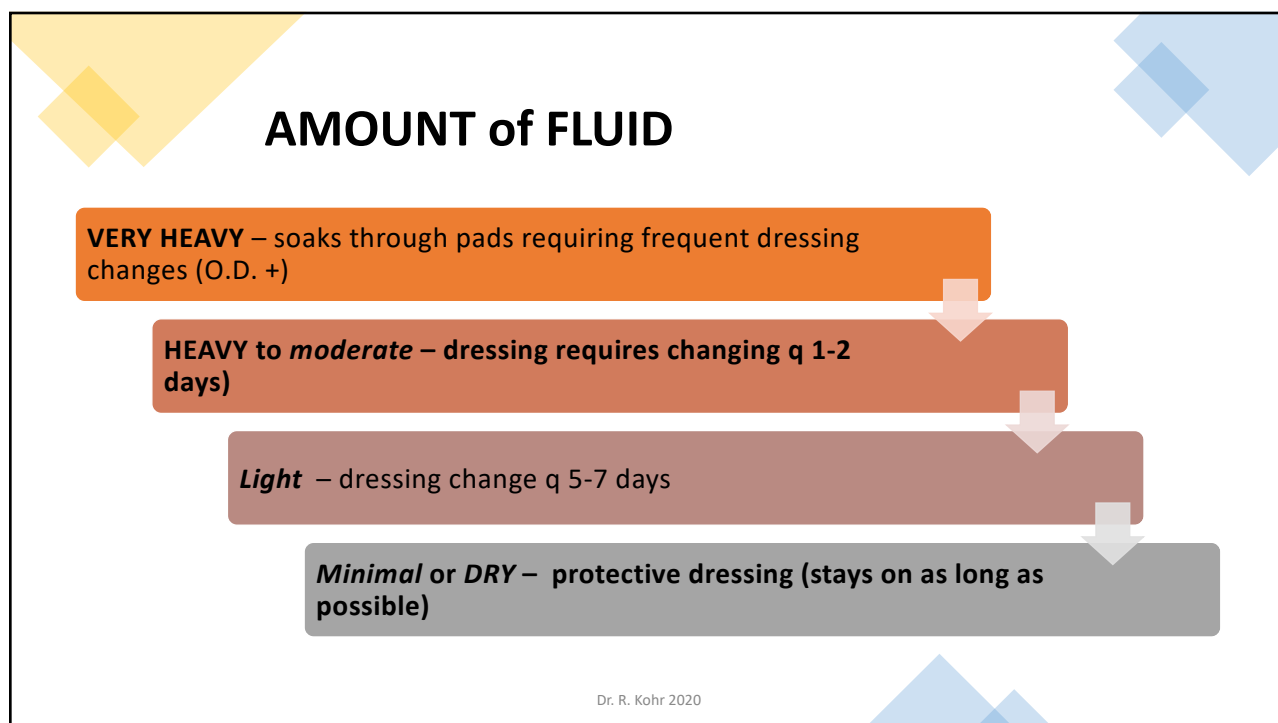 AMOUNT of FLUID
VERY HEAVY – soaks through pads requiring frequent dressing
changes (O.D. +)
HEAVY to moderate – dressing requires changing q 1-2
days)
Light – dressing change q 5-7 days
Minimal or DRY – protective dressing (stays on as long as
possible)
Dr. R. Kohr 2020